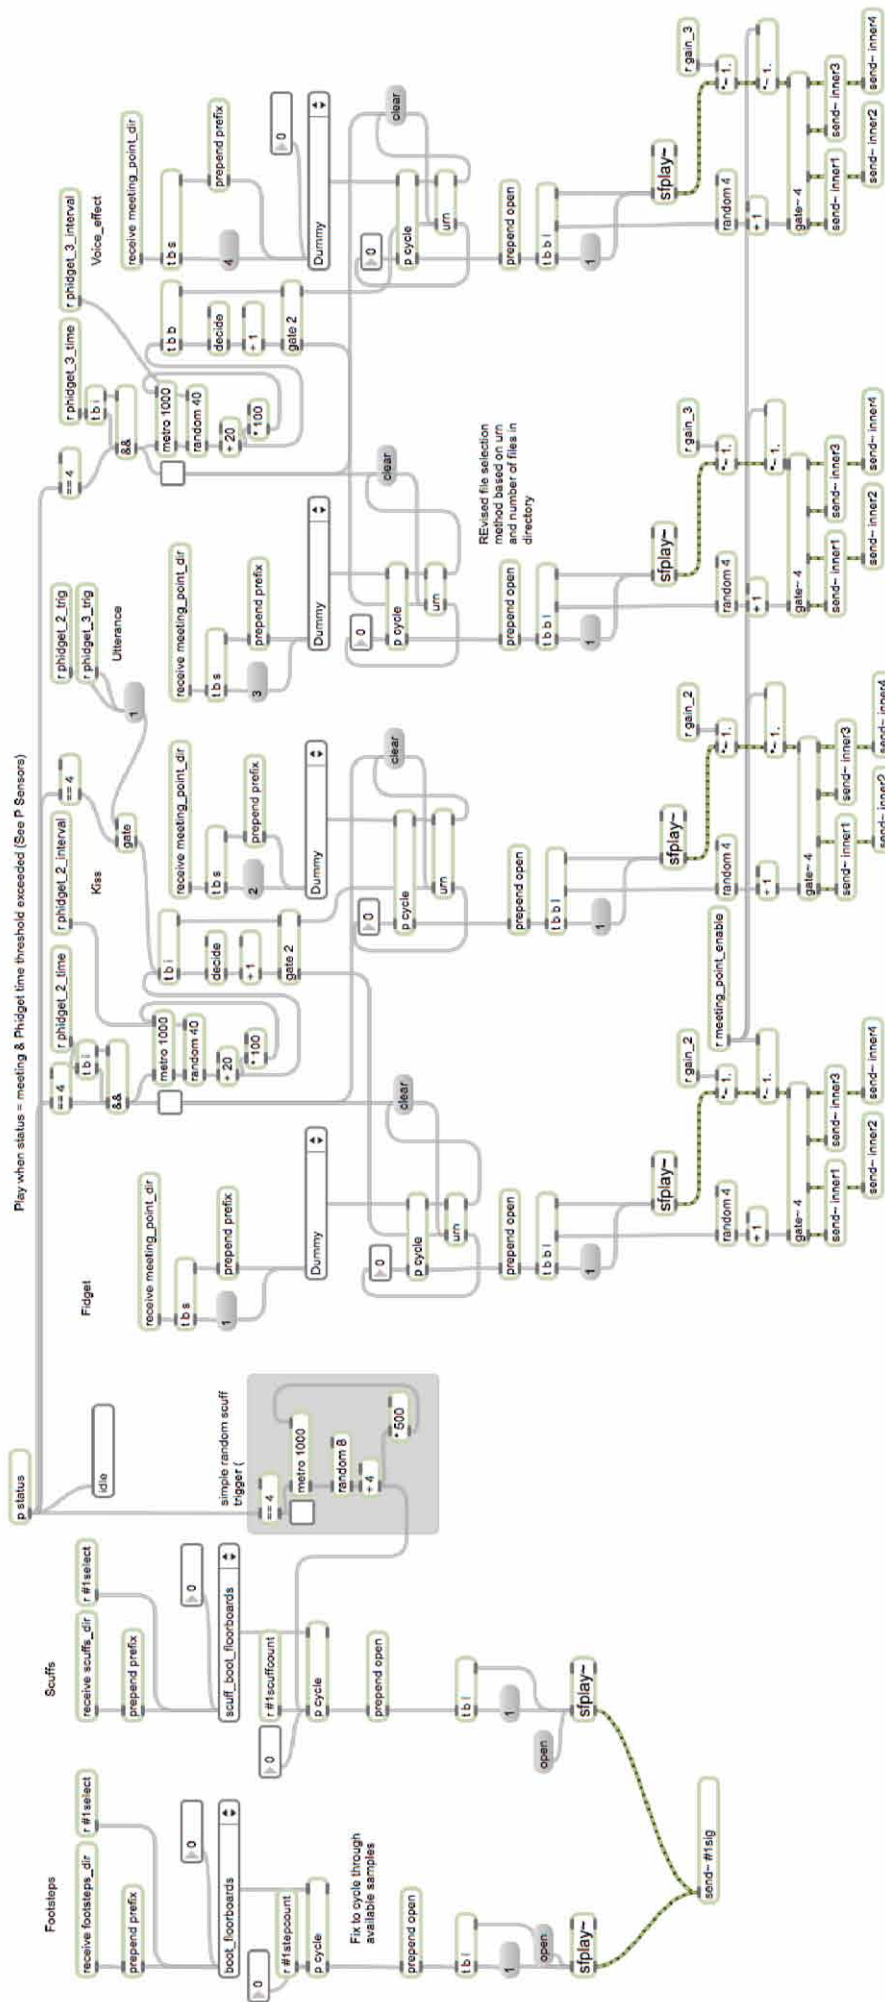 Footsteps
receive footsteps_dir
r #1select
prepend prefix
0
boot_floorboards
r #1stepcount
0
p cycle
Fix to cycle through
available samples
prepend open
t b l
1
open
sfplay~
send~ #1sig
Scuffs
receive scuffs_dir
r #1select
prepend prefix
0
scuff_boot_floorboards
r #1scuffcount
0
p cycle
prepend open
t b l
1
open
sfplay~
p status
idle
simple random scuff
trigger (
== 4
metro 1000
random 8
+ 4
* 500
Play when status = meeting & Phidget time threshold exceeded (See P Sensors)
Fidget
receive meeting_point_dir
t b s
1
prepend prefix
Dummy
0
p cycle
urn
clear
prepend open
t b b l
1
sfplay~
random 4
+ 1
r gain_2
*~ 1.
*~ 1.
gate~ 4
send~ inner1
send~ inner3
send~ inner2
send~ inner4
== 4
r phidget_2_time
t b i
&&
metro 1000
random 40
+ 20
* 100
r phidget_2_interval
Kiss
t b i
decide
+ 1
gate 2
receive meeting_point_dir
t b s
2
prepend prefix
Dummy
0
p cycle
urn
clear
prepend open
t b b l
1
sfplay~
r meeting_point_enable
random 4
+ 1
r gain_2
*~ 1.
*~ 1.
gate~ 4
send~ inner1
send~ inner3
send~ inner2
send~ inner4
== 4
gate
r phidget_2_trig
r phidget_3_trig
1
Utterance
receive meeting_point_dir
t b s
3
prepend prefix
Dummy
0
p cycle
urn
clear
REvised file selection
method based on urn
and number of files in
directory
prepend open
t b b l
1
sfplay~
random 4
+ 1
r gain_3
*~ 1.
*~ 1.
gate~ 4
send~ inner1
send~ inner3
send~ inner2
send~ inner4
== 4
r phidget_3_time
t b i
&&
metro 1000
random 40
+ 20
* 100
r phidget_3_interval
Voice_effect
t b b
decide
+ 1
gate 2
receive meeting_point_dir
t b s
4
prepend prefix
0
Dummy
0
p cycle
urn
clear
prepend open
t b b l
1
sfplay~
random 4
+ 1
r gain_3
*~ 1.
*~ 1.
gate~ 4
send~ inner1
send~ inner3
send~ inner2
send~ inner4